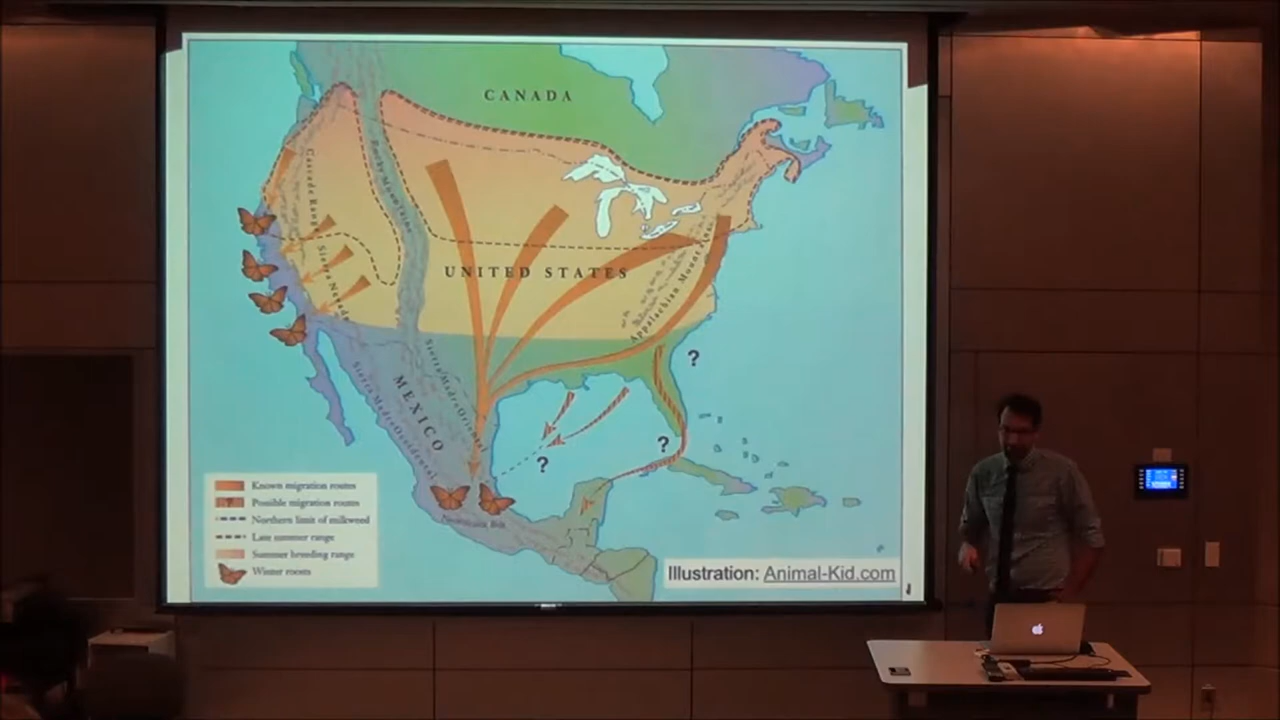 CANADA
Rocky Mountains
Cascade Range
Sierra Nevada
UNITED STATES
Appalachian Mountains
?
Sierra Madre Oriental
Sierra Madre Occidental
MEXICO
?
?
Known migration routes
?
Possible migration routes
Northern limit of milkweed
Late summer range
Summer breeding range
Winter roosts
Illustration: Animal-Kid.com